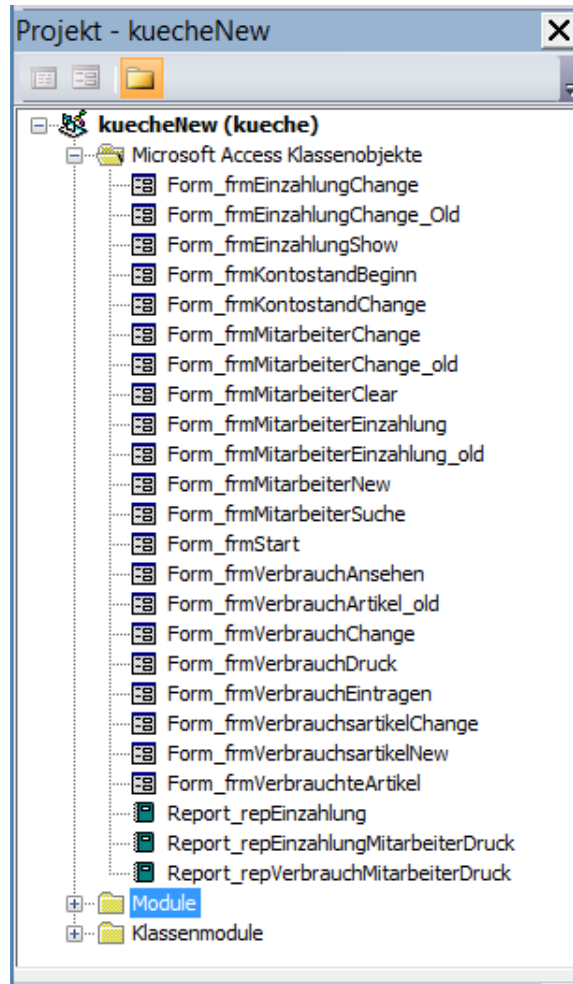 Projekt - kuecheNew
kuecheNew (kueche)
Microsoft Access Klassenobjekte
Form_frmEinzahlungChange
Form_frmEinzahlungChange_Old
Form_frmEinzahlungShow
Form_frmKontostandBeginn
Form_frmKontostandChange
Form_frmMitarbeiterChange
Form_frmMitarbeiterChange_old
Form_frmMitarbeiterClear
Form_frmMitarbeiterEinzahlung
Form_frmMitarbeiterEinzahlung_old
Form_frmMitarbeiterNew
Form_frmMitarbeiterSuche
Form_frmStart
Form_frmVerbrauchAnsehen
Form_frmVerbrauchArtikel_old
Form_frmVerbrauchChange
Form_frmVerbrauchDruck
Form_frmVerbrauchEintragen
Form_frmVerbrauchsartikelChange
Form_frmVerbrauchsartikelNew
Form_frmVerbrauchteArtikel
Report_repEinzahlung
Report_repEinzahlungMitarbeiterDruck
Report_repVerbrauchMitarbeiterDruck
Module
Klassenmodule